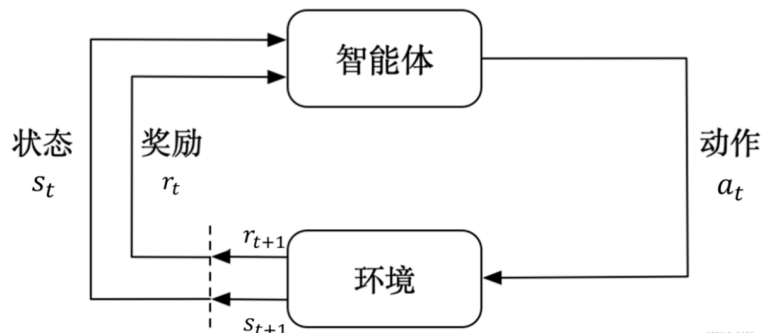 智能体
状态
s_t
奖励
r_t
动作
a_t
r_{t+1}
环境
s_{t+1}